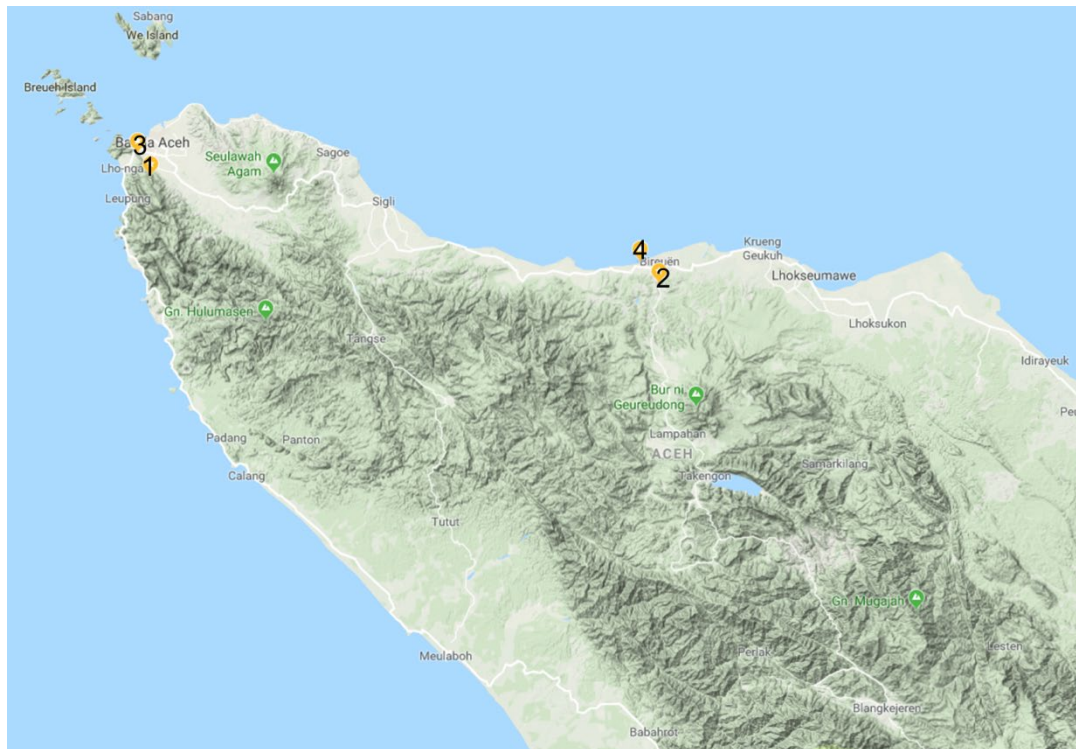 Sabang
We Island
Breueh Island
3
Banda Aceh
1
Lho-nga
Seulawah
Agam
Sagoe
Leupung
Sigli
4
Bireuën
2
Krueng
Geukuh
Lhokseumawe
Gn. Hulumasen
Lhoksukon
Tangse
Idirayeuk
Bur ni
Geureudong
Peu
Padang
Panton
Lampahan
ACEH
Samarkilang
Calang
Takengon
Tutut
Gn. Mugajah
Meulaboh
Perlak
Lesten
Blangkejeren
Babahrot